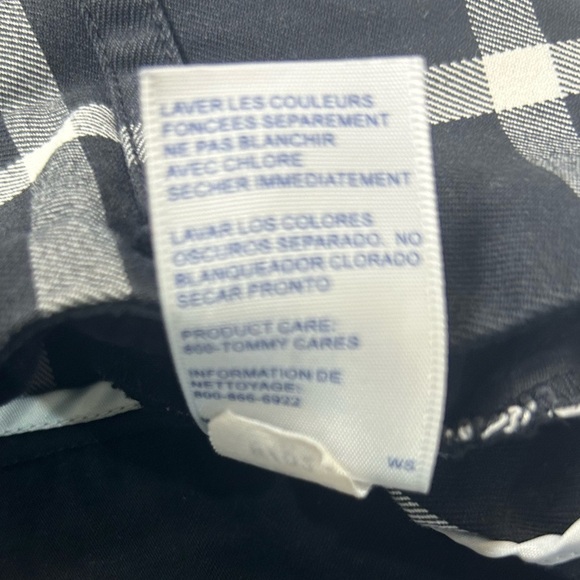 LAVER LES COULEURS
FONCEES SEPAREMENT
NE PAS BLANCHIR
AVEC CHLORE
SECHER IMMEDIATEMENT
LAVAR LOS COLORES
OSCUROS SEPARADO. NO
BLANQUEADOR CLORADO
SECAR PRONTO
PRODUCT CARE:
800-TOMMY CARES
INFORMATION DE
NETTOYAGE:
800-866-6922
WS